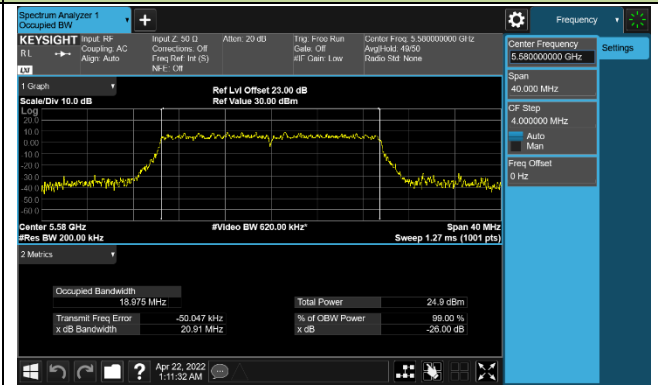 Spectrum Analyzer 1
Occupied BW
+
Frequency
KEYSIGHT
RL
LXI
Input: RF
Coupling: AC
Align: Auto
Input Z: 50 Ω
Corrections: Off
Freq Ref: Int (S)
NFE: Off
Atten: 20 dB
Trig: Free Run
Gate: Off
#IF Gain: Low
Center Freq: 5.580000000 GHz
Avg|Hold: 49/50
Radio Std: None
Center Frequency
5.580000000 GHz
Settings
Span
40.000 MHz
CF Step
4.000000 MHz
Auto
Man
Freq Offset
0 Hz
1 Graph
Scale/Div 10.0 dB
Ref Lvl Offset 23.00 dB
Ref Value 30.00 dBm
Log
20.0
10.0
0.00
-10.0
-20.0
-30.0
-40.0
-50.0
-60.0
Center 5.58 GHz
#Video BW 620.00 kHz*
Span 40 MHz
#Res BW 200.00 kHz
Sweep 1.27 ms (1001 pts)
2 Metrics
Occupied Bandwidth
18.975 MHz
Total Power
24.9 dBm
Transmit Freq Error
-50.047 kHz
% of OBW Power
99.00 %
x dB Bandwidth
20.91 MHz
x dB
-26.00 dB
?
Apr 22, 2022
1:11:32 AM